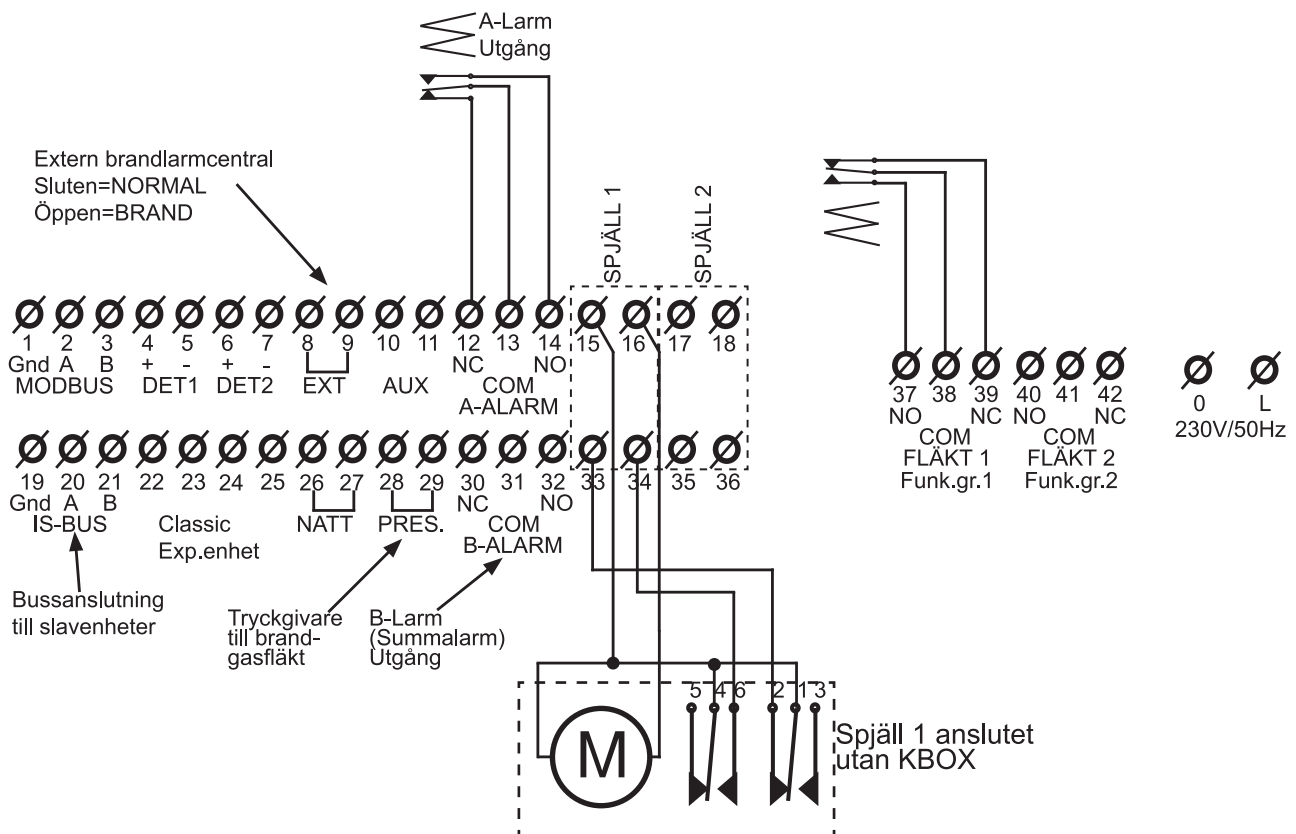 A-Larm
Utgång
Extern brandlarmcentral
Sluten=NORMAL
Öppen=BRAND
SPJÄLL 1
SPJÄLL 2
1 2 3 4 5 6 7 8 9 10 11 12 13 14 15 16 17 18
Gnd A B + - + - NC NO
MODBUS DET1 DET2 EXT AUX COM
A-ALARM
37 38 39 40 41 42
NO NC NO NC
COM COM
FLÄKT 1 FLÄKT 2
Funk.gr.1 Funk.gr.2
0 L
230V/50Hz
19 20 21 22 23 24 25 26 27 28 29 30 31 32 33 34 35 36
Gnd A B NC NO
IS-BUS Classic NATT PRES. COM
Exp.enhet B-ALARM
Bussanslutning
till slavenheter
Tryckgivare
till brand-
gasfläkt
B-Larm
(Summalarm)
Utgång
5 4 6 2 1 3
M
Spjäll 1 anslutet
utan KBOX